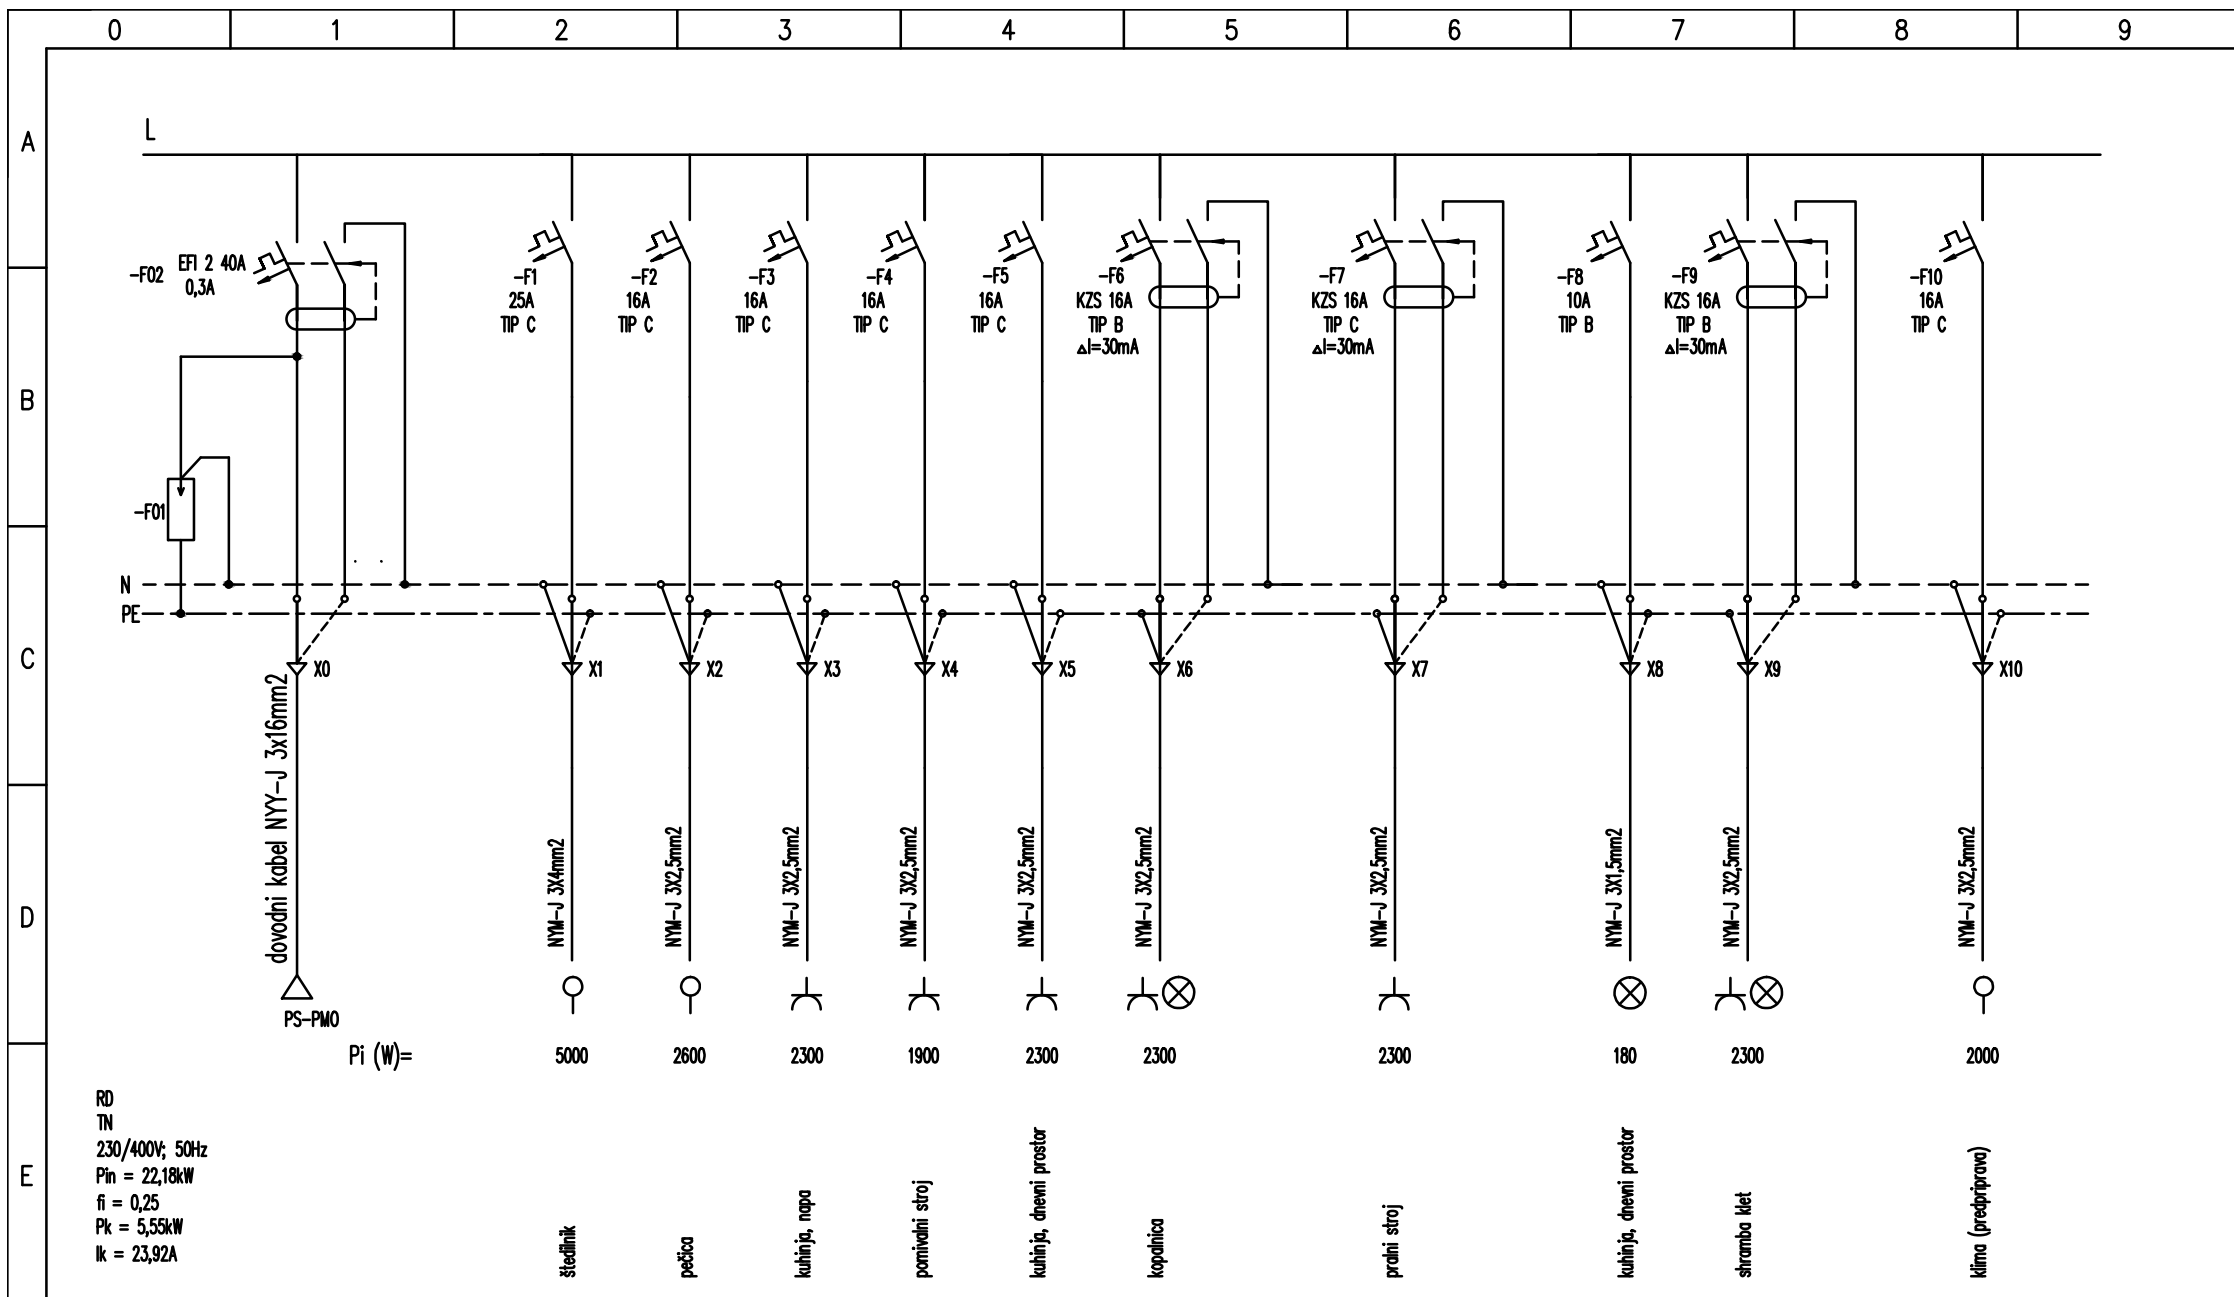 0 1 2 3 4 5 6 7 8 9
A
L
-F02
EFI 2 40A
0,3A
-F1
25A
TIP C
-F2
16A
TIP C
-F3
16A
TIP C
-F4
16A
TIP C
-F5
16A
TIP C
-F6
KZS 16A
TIP B
ΔI=30mA
-F7
KZS 16A
TIP C
ΔI=30mA
-F8
10A
TIP B
-F9
KZS 16A
TIP B
ΔI=30mA
-F10
16A
TIP C
B
-F01
N
PE
C
X0 X1 X2 X3 X4 X5 X6 X7 X8 X9 X10
dovodni kabel NYY-J 3x16mm2
NYM-J 3X4mm2
NYM-J 3X2,5mm2
NYM-J 3X2,5mm2
NYM-J 3X2,5mm2
NYM-J 3X2,5mm2
NYM-J 3X2,5mm2
NYM-J 3X2,5mm2
NYM-J 3X1,5mm2
NYM-J 3X2,5mm2
NYM-J 3X2,5mm2
D
PS-PMO
Pi (W)= 5000 2600 2300 1900 2300 2300 2300 180 2300 2000
E
RD
TN
230/400V; 50Hz
Pin = 22,18kW
fi = 0,25
Pk = 5,55kW
Ik = 23,92A
štedilnik
pečica
kuhinja, napa
pomivalni stroj
kuhinja, dnevni prostor
kopalnica
pralni stroj
kuhinja, dnevni prostor
shramba klet
klima (predpriprava)